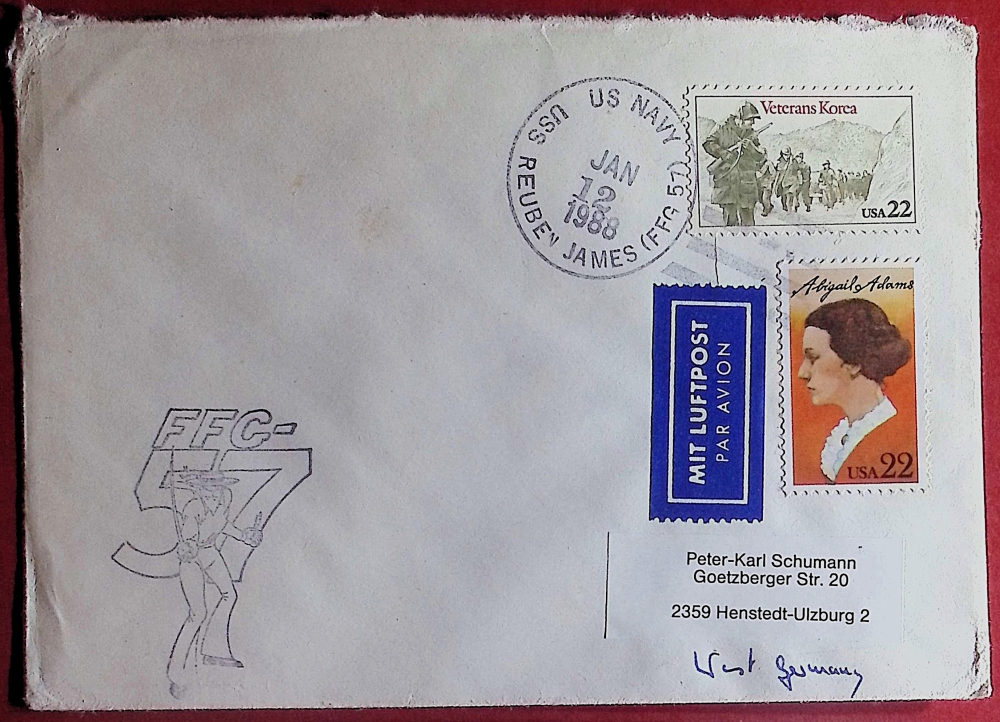 USS US NAVY
REUBEN JAMES (FFG 57)
JAN
12
1988
Veterans Korea
USA 22
Abigail Adams
USA 22
MIT LUFTPOST
PAR AVION
FFG-
57
Peter-Karl Schumann
Goetzberger Str. 20
2359 Henstedt-Ulzburg 2
West Germany